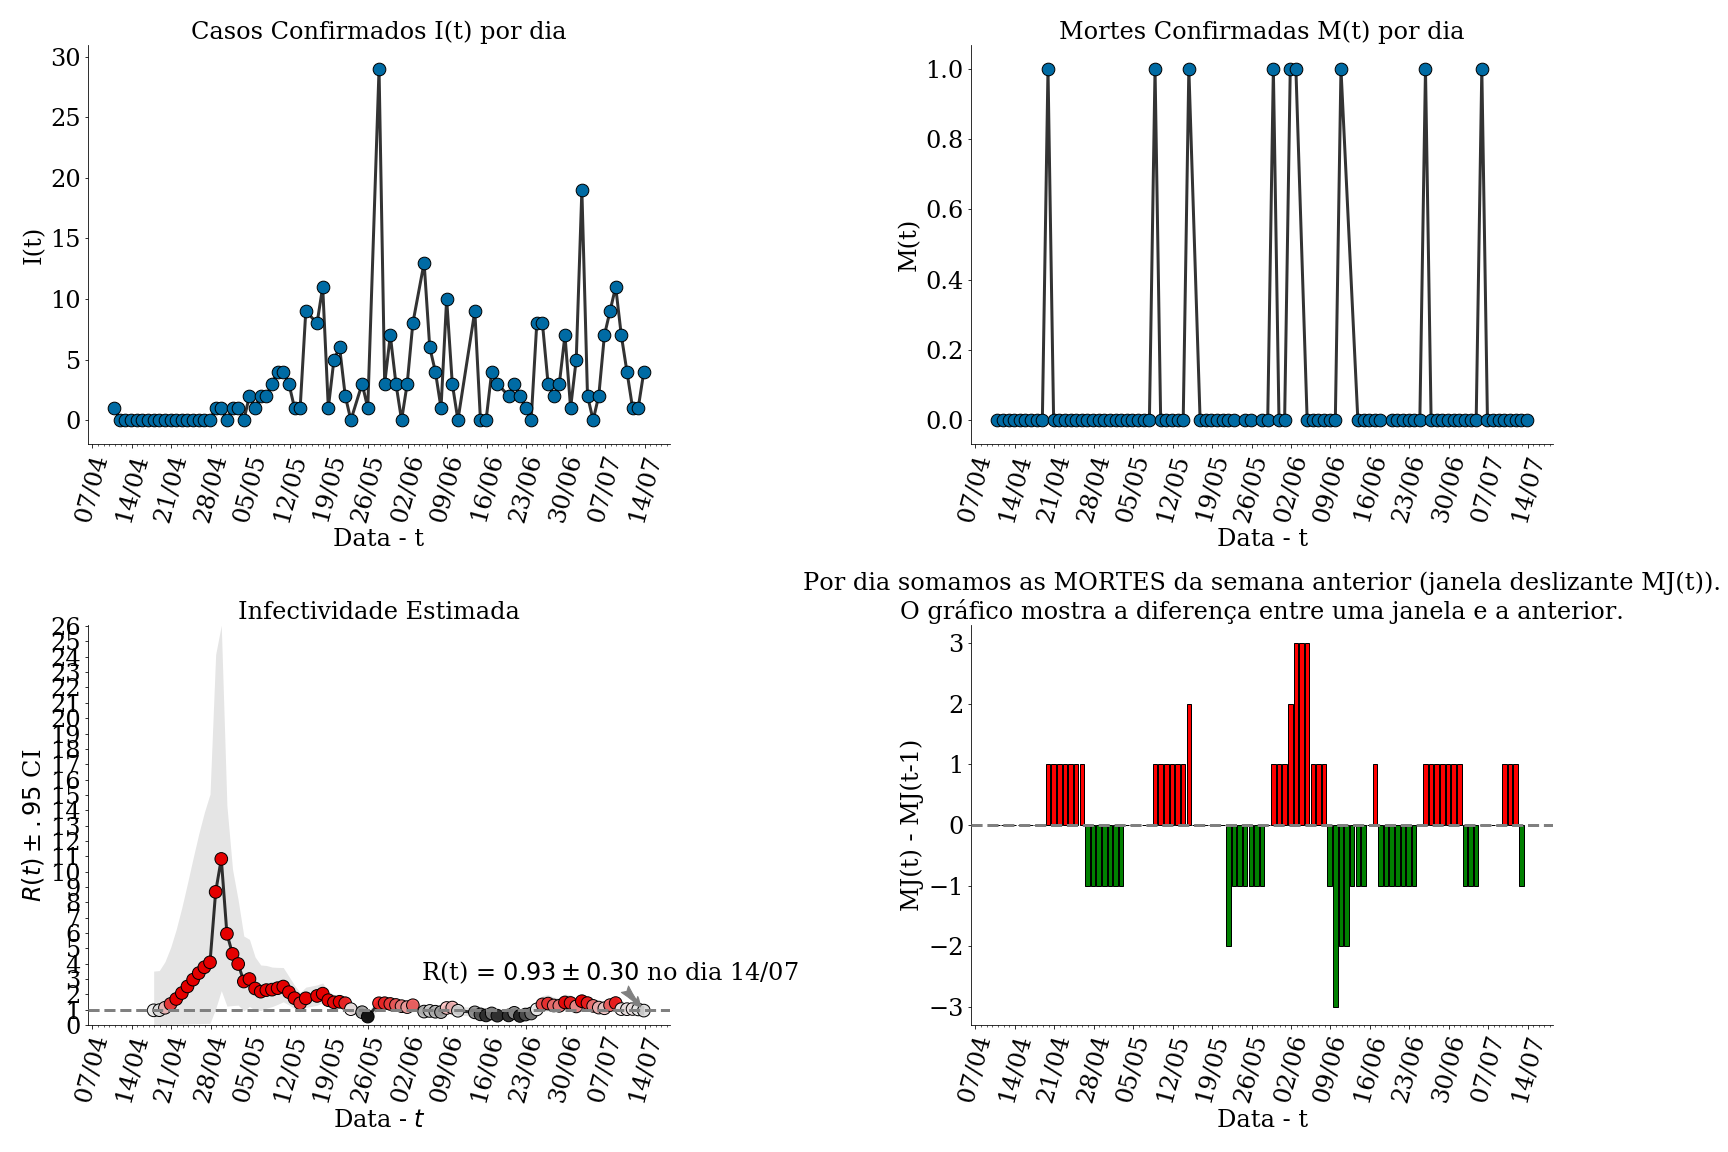 Casos Confirmados I(t) por dia
30
25
20
15
10
5
0
I(t)
07/04 14/04 21/04 28/04 05/05 12/05 19/05 26/05 02/06 09/06 16/06 23/06 30/06 07/07 14/07
Data - t
Mortes Confirmadas M(t) por dia
1.0
0.8
0.6
0.4
0.2
0.0
M(t)
07/04 14/04 21/04 28/04 05/05 12/05 19/05 26/05 02/06 09/06 16/06 23/06 30/06 07/07 14/07
Data - t
Infectividade Estimada
26
25
24
23
22
21
20
19
18
17
16
15
14
13
12
11
10
9
8
7
6
5
4
3
2
1
0
R(t) ± .95 CI
R(t) = 0.93 ± 0.30 no dia 14/07
07/04 14/04 21/04 28/04 05/05 12/05 19/05 26/05 02/06 09/06 16/06 23/06 30/06 07/07 14/07
Data - t
Por dia somamos as MORTES da semana anterior (janela deslizante MJ(t)).
O gráfico mostra a diferença entre uma janela e a anterior.
3
2
1
0
−1
−2
−3
MJ(t) - MJ(t-1)
07/04 14/04 21/04 28/04 05/05 12/05 19/05 26/05 02/06 09/06 16/06 23/06 30/06 07/07 14/07
Data - t